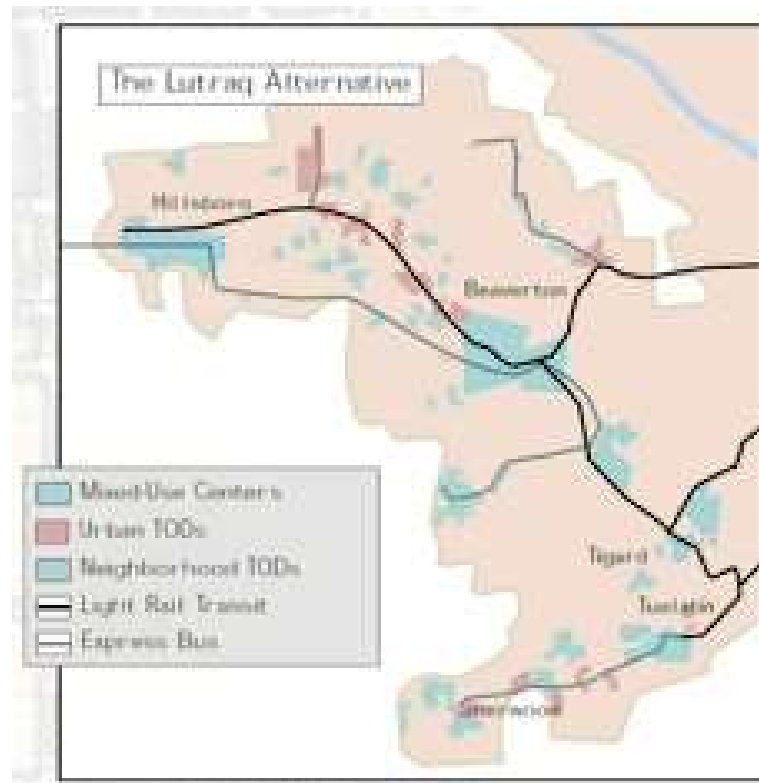 The Lutraq Alternative
Hillsboro
Beaverton
Mixed-Use Centers
Urban TODs
Neighborhood TODs
Light Rail Transit
Express Bus
Tigard
Tualatin
Sherwood